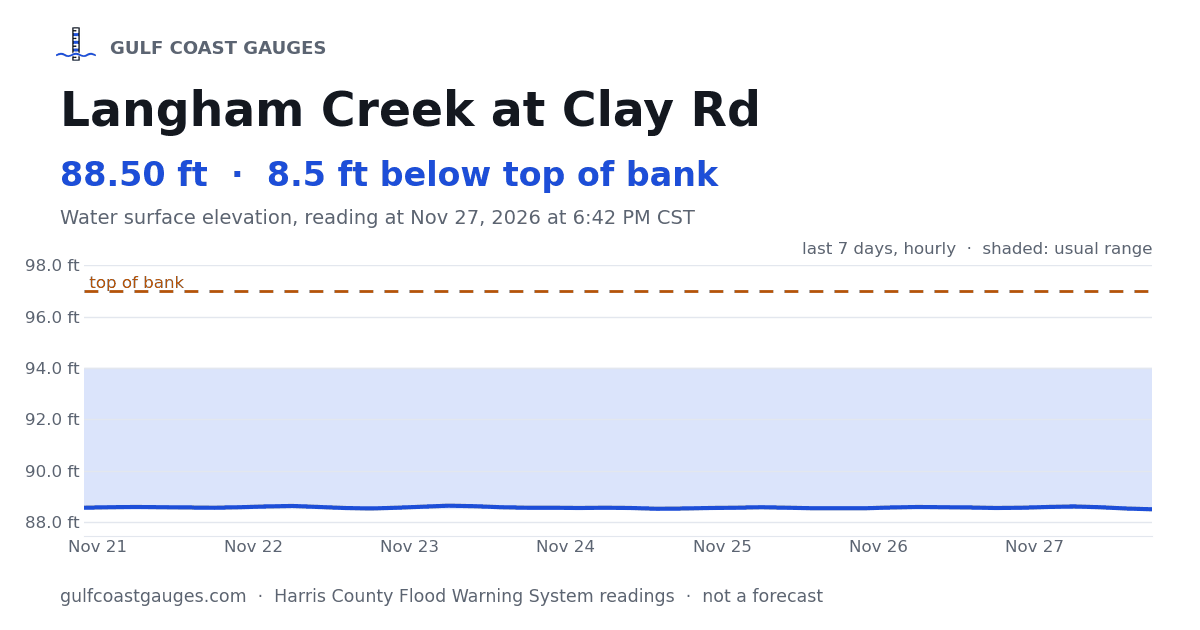 GULF COAST GAUGES
Langham Creek at Clay Rd
88.50 ft · 8.5 ft below top of bank
Water surface elevation, reading at Nov 27, 2026 at 6:42 PM CST
last 7 days, hourly · shaded: usual range
98.0 ft
top of bank
96.0 ft
94.0 ft
92.0 ft
90.0 ft
88.0 ft
Nov 21 Nov 22 Nov 23 Nov 24 Nov 25 Nov 26 Nov 27
gulfcoastgauges.com · Harris County Flood Warning System readings · not a forecast